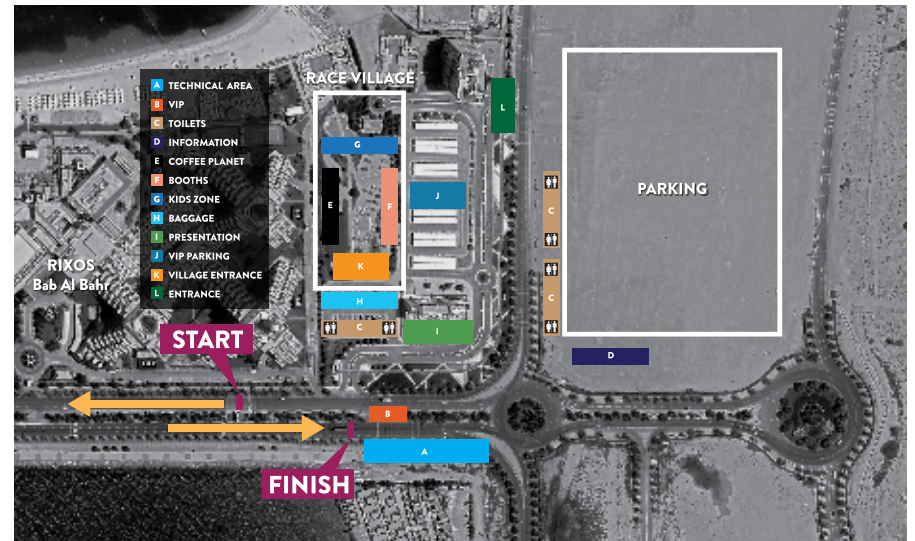 RACE VILLAGE
A TECHNICAL AREA
B VIP
C TOILETS
D INFORMATION
E COFFEE PLANET
F BOOTHS
G KIDS ZONE
H BAGGAGE
I PRESENTATION
J VIP PARKING
K VILLAGE ENTRANCE
L ENTRANCE
L
G
E
F
J
K
H
C
I
C
C
PARKING
D
RIXOS
Bab Al Bahr
START
B
A
FINISH